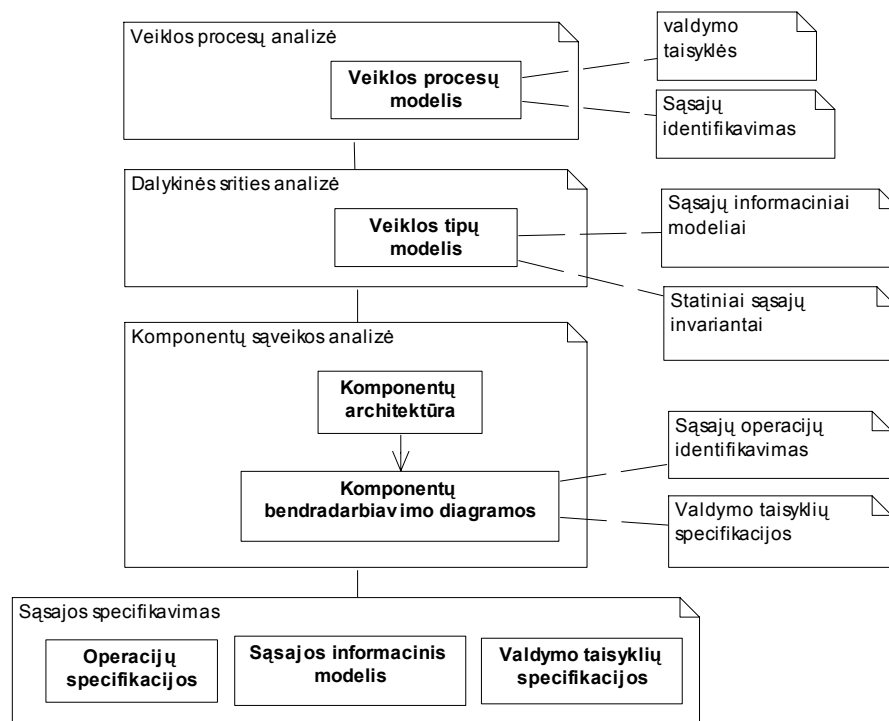 Veiklos procesų analizė
Veiklos procesų
modelis
valdymo
taisyklės
Sąsajų
identifikavimas
Dalykinės srities analizė
Veiklos tipų
modelis
Sąsajų informaciniai
modeliai
Statiniai sąsajų
invariantai
Komponentų sąveikos analizė
Komponentų
architektūra
Komponentų
bendradarbiavimo diagramos
Sąsajų operacijų
identifikavimas
Valdymo taisyklių
specifikacijos
Sąsajos specifikavimas
Operacijų
specifikacijos
Sąsajos informacinis
modelis
Valdymo taisyklių
specifikacijos